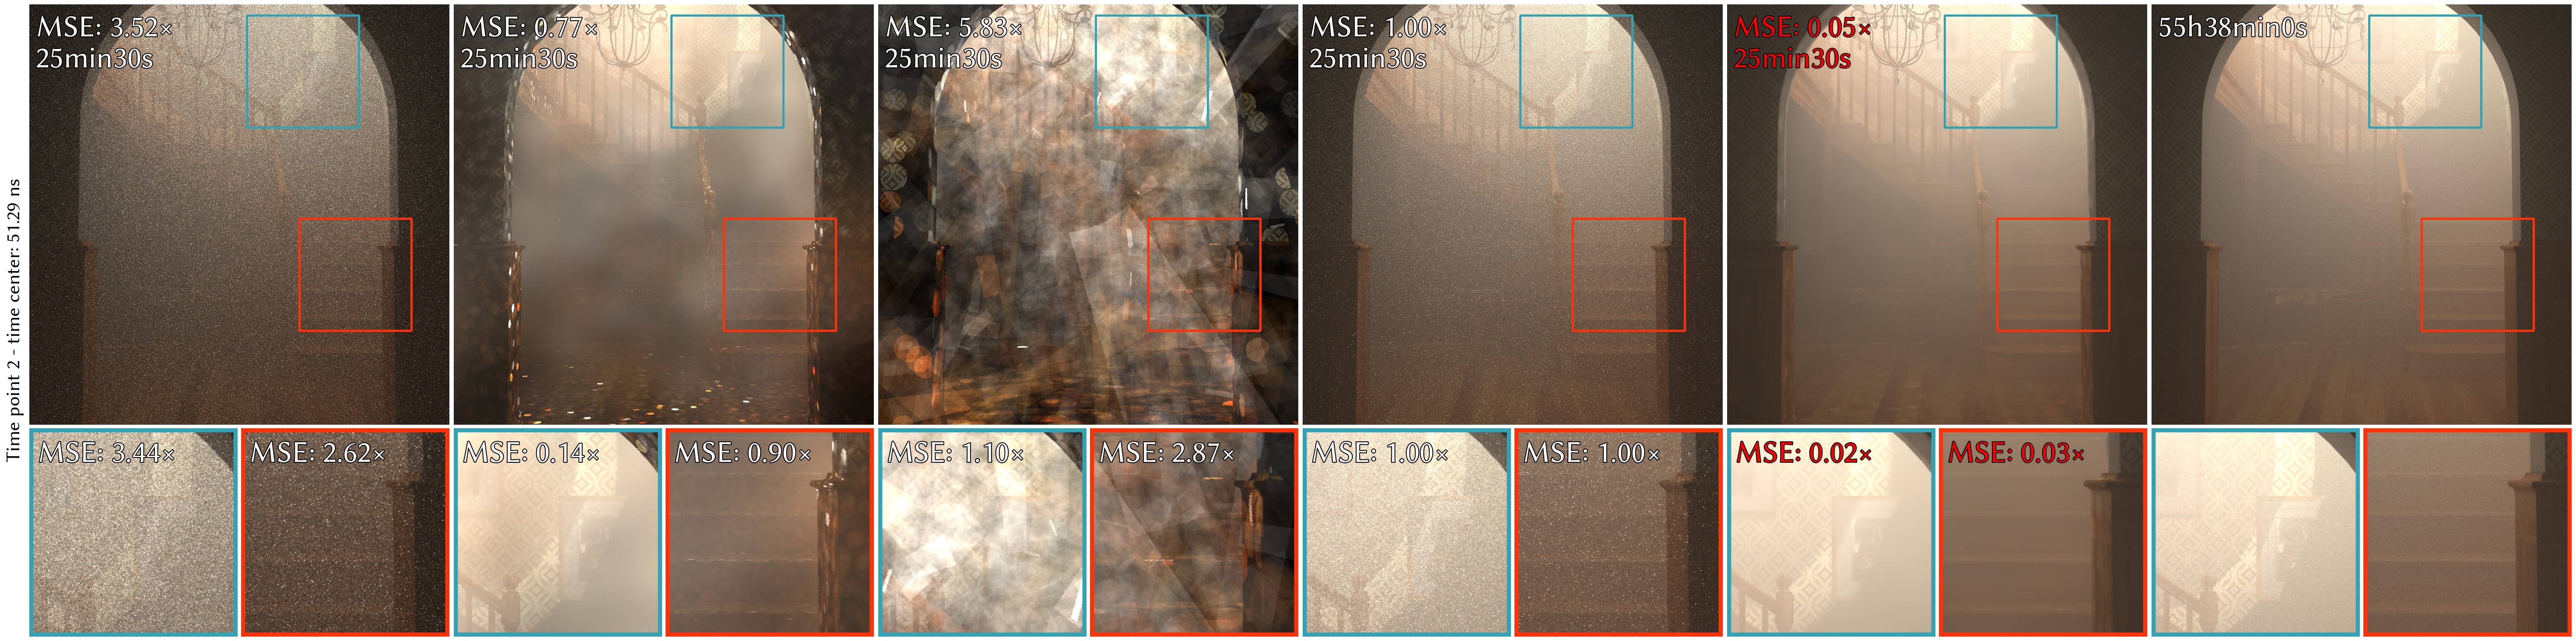 Time point 2 - time center: 51.29 ns
MSE: 3.52×
25min30s
MSE: 0.77×
25min30s
MSE: 5.83×
25min30s
MSE: 1.00×
25min30s
MSE: 0.05×
25min30s
55h38min0s
MSE: 3.44×
MSE: 2.62×
MSE: 0.14×
MSE: 0.90×
MSE: 1.10×
MSE: 2.87×
MSE: 1.00×
MSE: 1.00×
MSE: 0.02×
MSE: 0.03×